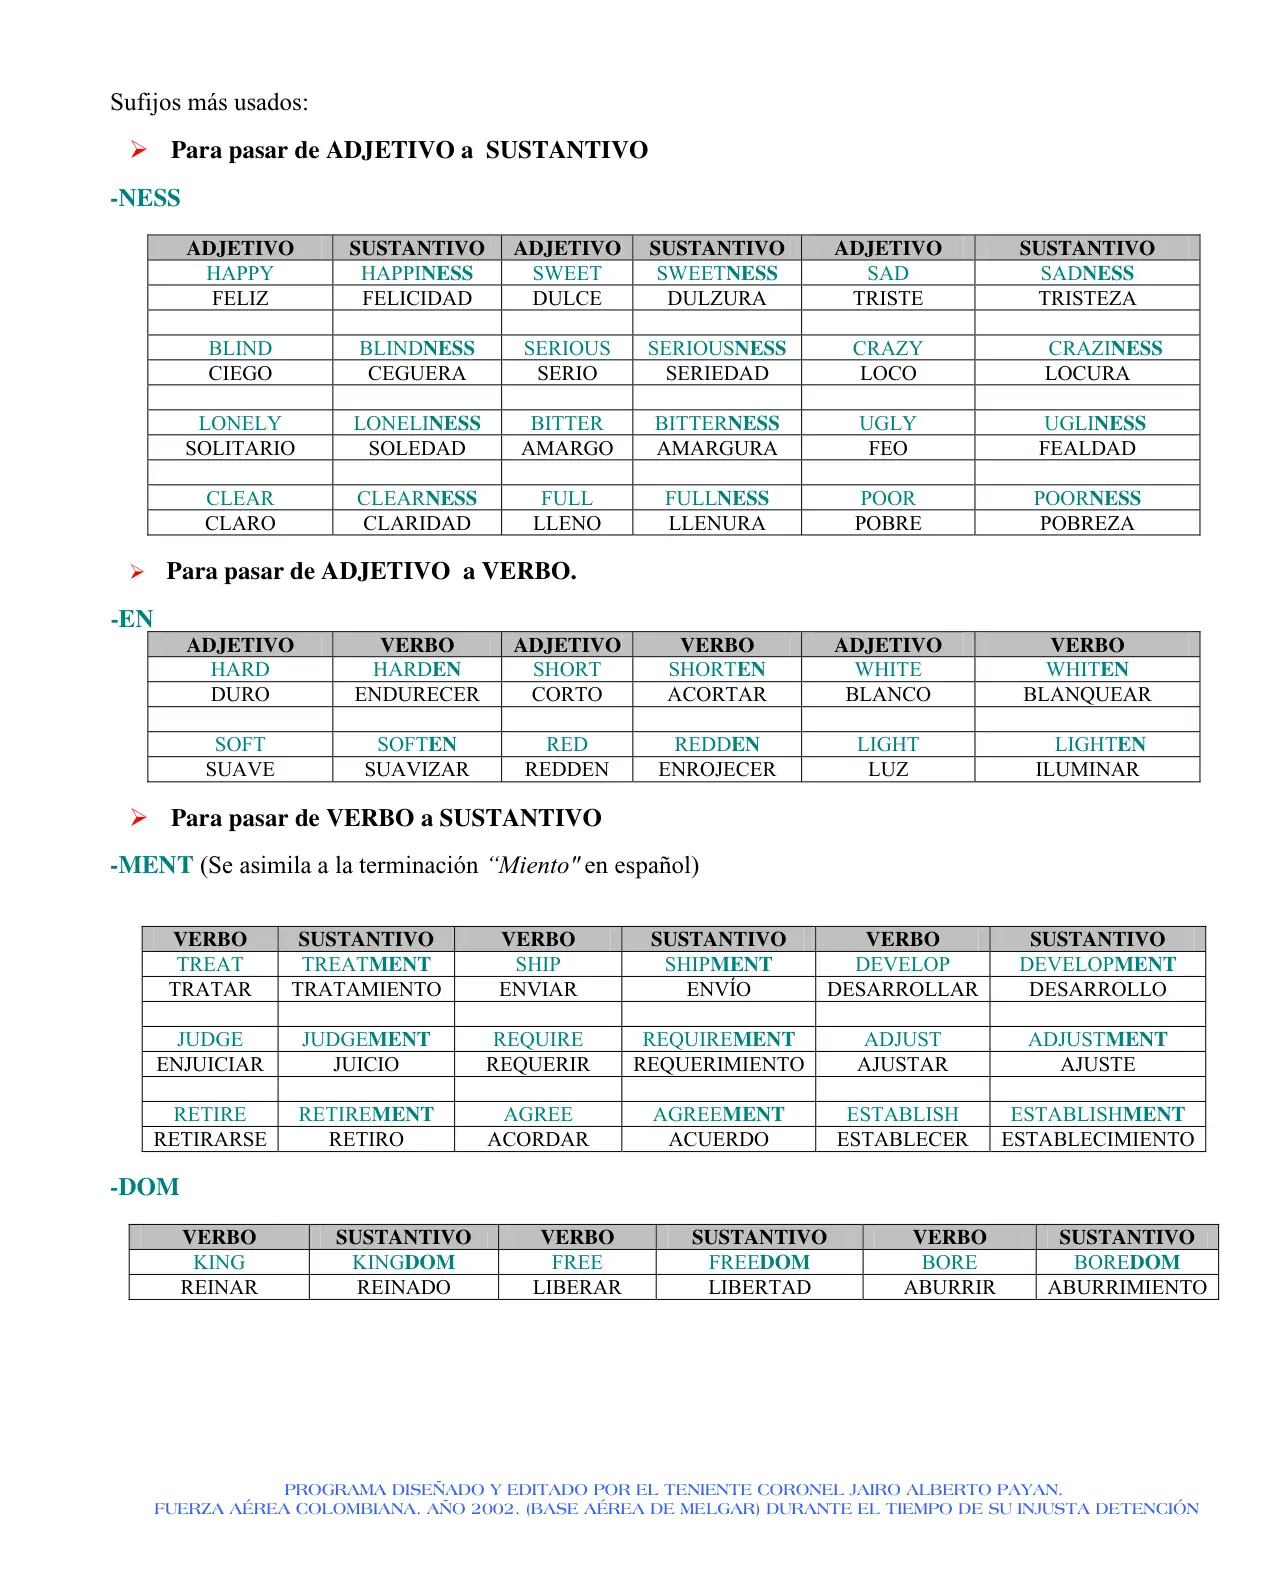 Sufijos más usados:
➢ Para pasar de ADJETIVO a SUSTANTIVO
-NESS
ADJETIVO SUSTANTIVO ADJETIVO SUSTANTIVO ADJETIVO SUSTANTIVO
HAPPY HAPPINESS SWEET SWEETNESS SAD SADNESS
FELIZ FELICIDAD DULCE DULZURA TRISTE TRISTEZA
BLIND BLINDNESS SERIOUS SERIOUSNESS CRAZY CRAZINESS
CIEGO CEGUERA SERIO SERIEDAD LOCO LOCURA
LONELY LONELINESS BITTER BITTERNESS UGLY UGLINESS
SOLITARIO SOLEDAD AMARGO AMARGURA FEO FEALDAD
CLEAR CLEARNESS FULL FULLNESS POOR POORNESS
CLARO CLARIDAD LLENO LLENURA POBRE POBREZA
➢ Para pasar de ADJETIVO a VERBO.
-EN
ADJETIVO VERBO ADJETIVO VERBO ADJETIVO VERBO
HARD HARDEN SHORT SHORTEN WHITE WHITEN
DURO ENDURECER CORTO ACORTAR BLANCO BLANQUEAR
SOFT SOFTEN RED REDDEN LIGHT LIGHTEN
SUAVE SUAVIZAR REDDEN ENROJECER LUZ ILUMINAR
➢ Para pasar de VERBO a SUSTANTIVO
-MENT (Se asimila a la terminación “Miento" en español)
VERBO SUSTANTIVO VERBO SUSTANTIVO VERBO SUSTANTIVO
TREAT TREATMENT SHIP SHIPMENT DEVELOP DEVELOPMENT
TRATAR TRATAMIENTO ENVIAR ENVÍO DESARROLLAR DESARROLLO
JUDGE JUDGEMENT REQUIRE REQUIREMENT ADJUST ADJUSTMENT
ENJUICIAR JUICIO REQUERIR REQUERIMIENTO AJUSTAR AJUSTE
RETIRE RETIREMENT AGREE AGREEMENT ESTABLISH ESTABLISHMENT
RETIRARSE RETIRO ACORDAR ACUERDO ESTABLECER ESTABLECIMIENTO
-DOM
VERBO SUSTANTIVO VERBO SUSTANTIVO VERBO SUSTANTIVO
KING KINGDOM FREE FREEDOM BORE BOREDOM
REINAR REINADO LIBERAR LIBERTAD ABURRIR ABURRIMIENTO
PROGRAMA DISEÑADO Y EDITADO POR EL TENIENTE CORONEL JAIRO ALBERTO PAYAN.
FUERZA AÉREA COLOMBIANA. AÑO 2002. (BASE AÉREA DE MELGAR) DURANTE EL TIEMPO DE SU INJUSTA DETENCIÓN